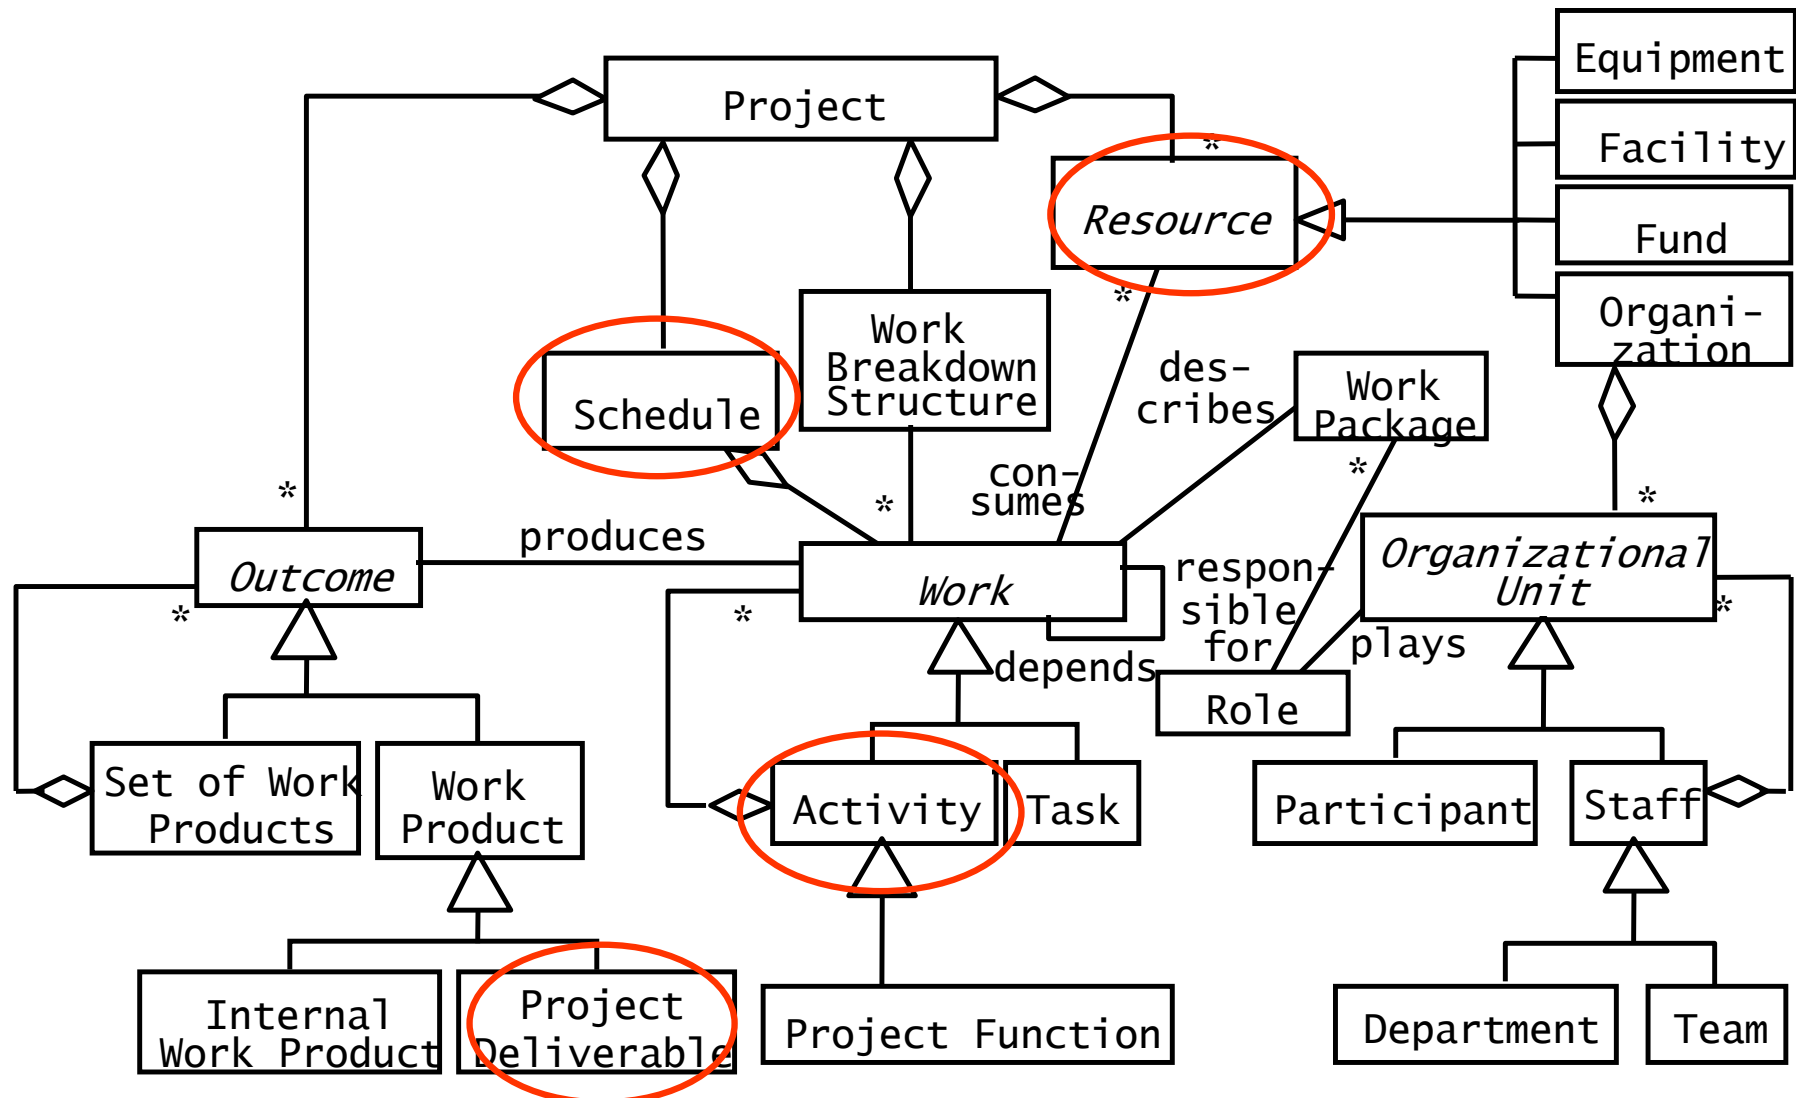 Equipment
Project
*
Facility
Resource
Fund
*
Organi-
zation
Work
Breakdown
Structure
des-
cribes
Work
Package
Schedule
*
con-
sumes
*
*
*
produces
Outcome
*
Work
*
respon-
sible
for
Organizational
Unit
*
plays
depends
Role
Set of Work
Products
Work
Product
Activity
Task
Participant
Staff
Internal
Work Product
Project
Deliverable
Project Function
Department
Team